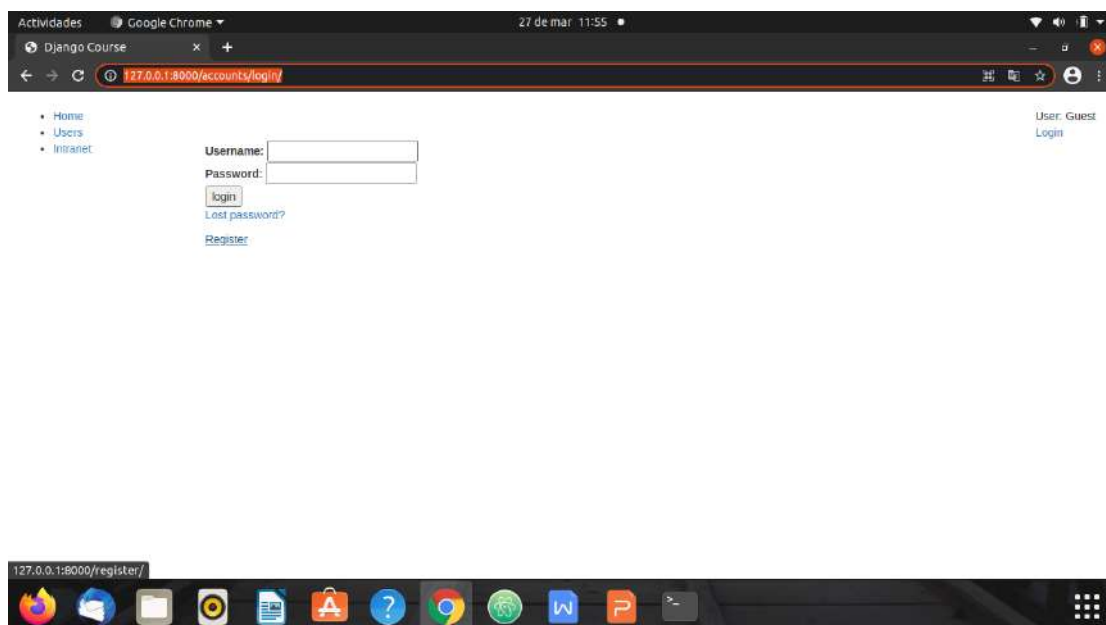 Actividades Google Chrome 27 de mar 11:55
Django Course
127.0.0.1:8000/accounts/login/
Home
Users
Intranet
User: Guest
Login
Username:
Password:
login
Lost password?
Register
127.0.0.1:8000/register/